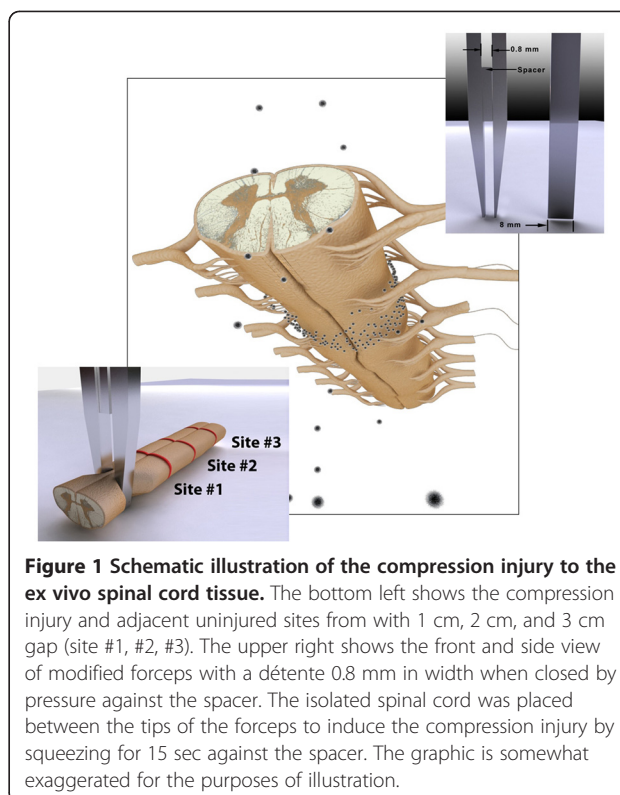 0.8 mm
Spacer
8 mm
Site #3
Site #2
Site #1
Figure 1 Schematic illustration of the compression injury to the
ex vivo spinal cord tissue. The bottom left shows the compression
injury and adjacent uninjured sites from with 1 cm, 2 cm, and 3 cm
gap (site #1, #2, #3). The upper right shows the front and side view
of modified forceps with a détente 0.8 mm in width when closed by
pressure against the spacer. The isolated spinal cord was placed
between the tips of the forceps to induce the compression injury by
squeezing for 15 sec against the spacer. The graphic is somewhat
exaggerated for the purposes of illustration.